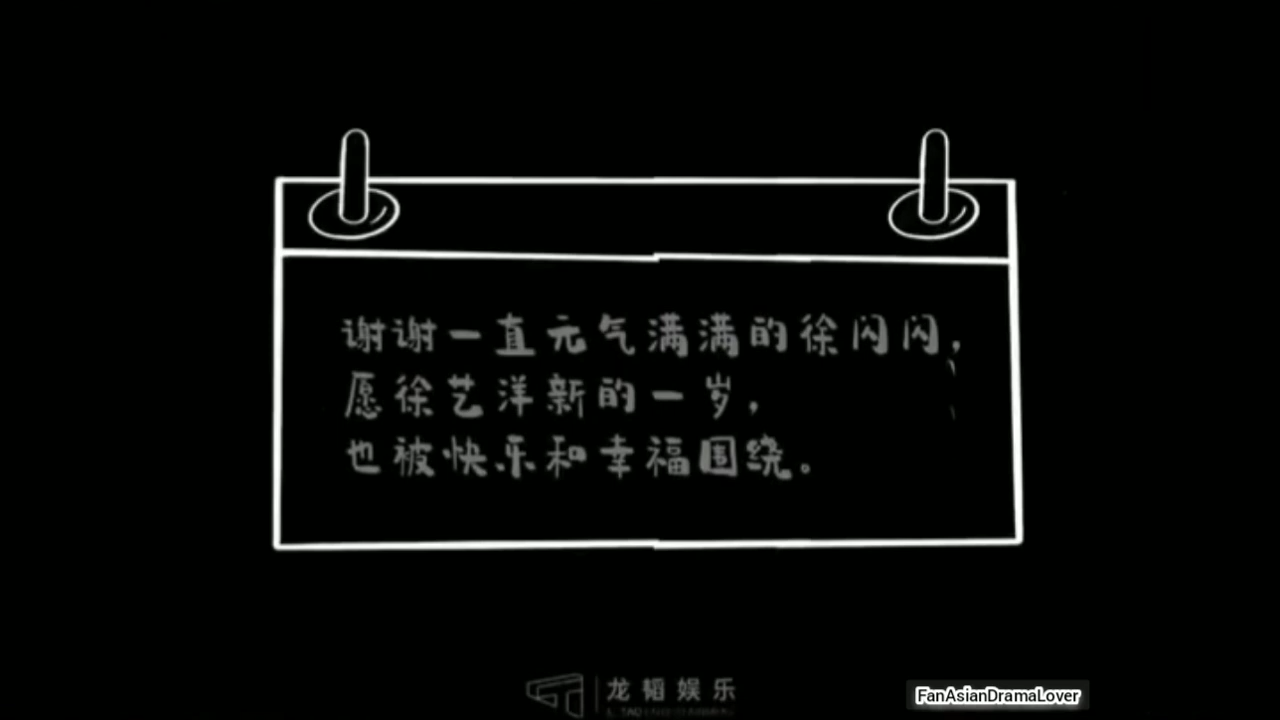 谢谢一直元气满满的徐闪闪，
愿徐艺洋新的一岁，
也被快乐和幸福围绕。
龙韬娱乐
FanAsianDramaLover